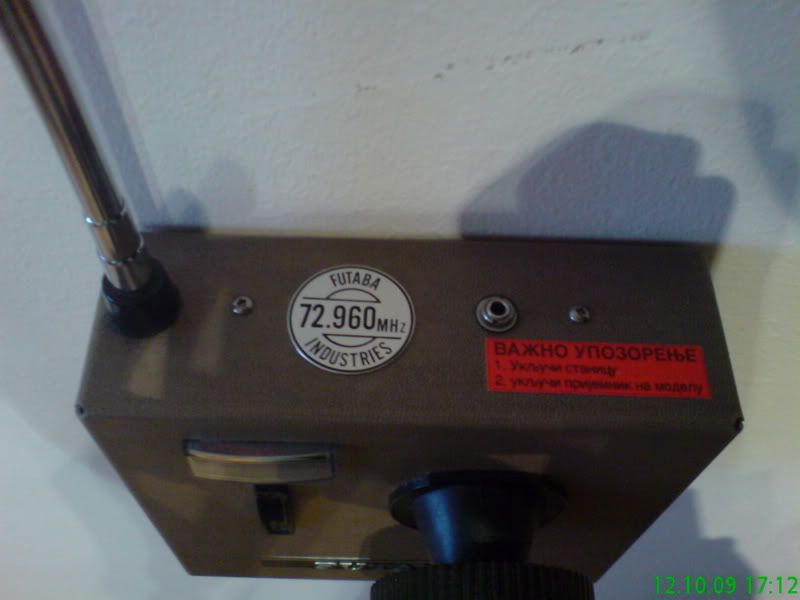 FUTABA
72.960MHz
INDUSTRIES
ВАЖНО УПОЗОРЕЊЕ
1. Укључи станицу
2. укључи пријемник на моделу
12.10.09 17:12